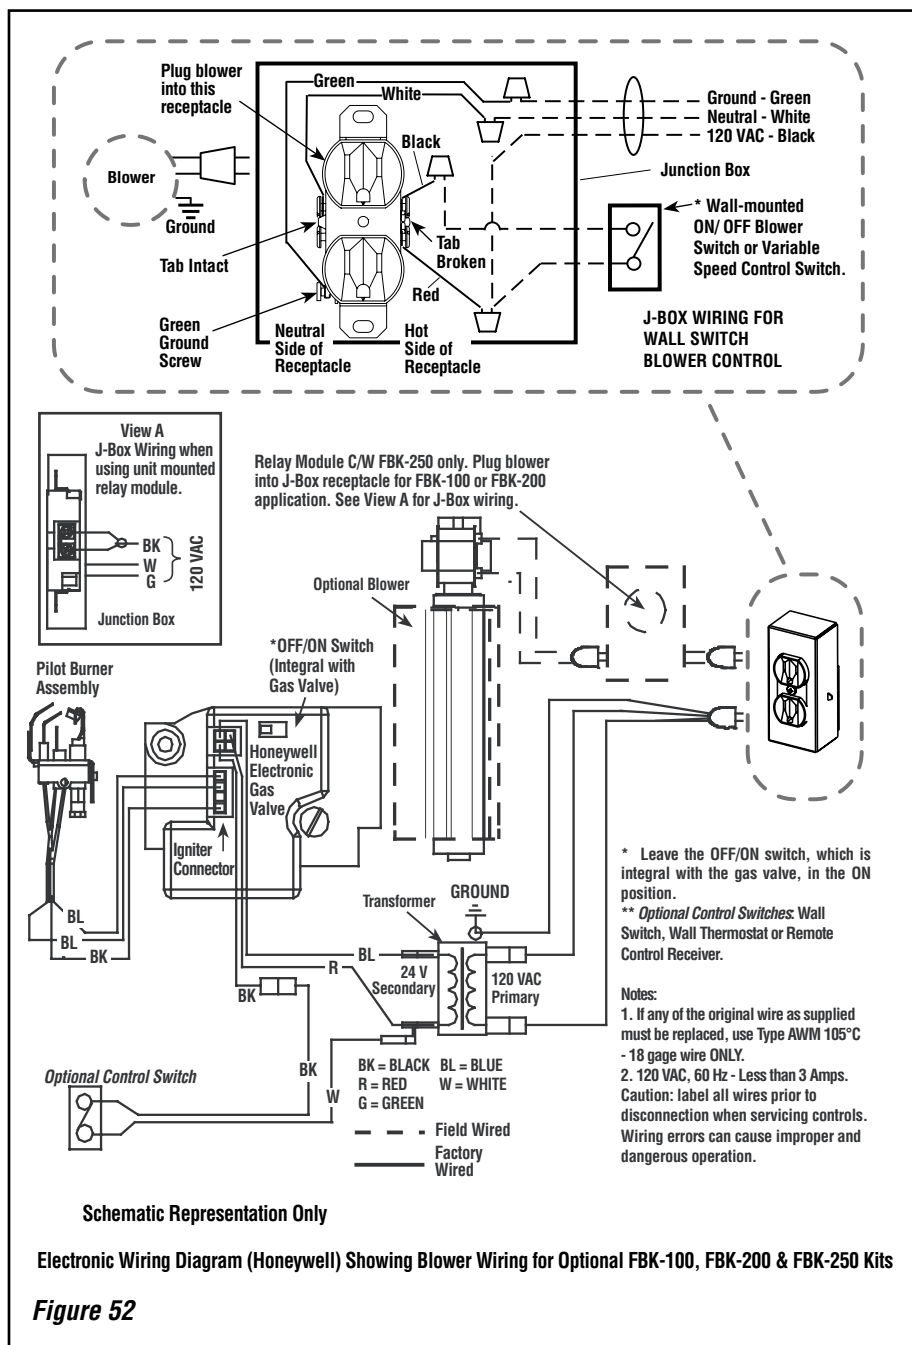 Plug blower
into this
receptacle
Green
White
Black
Ground - Green
Neutral - White
120 VAC - Black
Junction Box
Blower
Ground
Tab Intact
Tab
Broken
Red
* Wall-mounted
ON/ OFF Blower
Switch or Variable
Speed Control Switch.
Green
Ground
Screw
Neutral
Side of
Receptacle
Hot
Side of
Receptacle
J-BOX WIRING FOR
WALL SWITCH
BLOWER CONTROL
View A
J-Box Wiring when
using unit mounted
relay module.
BK
W
G
120 VAC
Junction Box
Relay Module C/W FBK-250 only. Plug blower
into J-Box receptacle for FBK-100 or FBK-200
application. See View A for J-Box wiring.
Optional Blower
*OFF/ON Switch
(Integral with
Gas Valve)
Pilot Burner
Assembly
Honeywell
Electronic
Gas
Valve
Igniter
Connector
BL
BL
BK
Transformer
GROUND
BL
R
BK
24 V
Secondary
120 VAC
Primary
BK
W
Optional Control Switch
BK = BLACK BL = BLUE
R = RED W = WHITE
G = GREEN
Field Wired
Factory
Wired
* Leave the OFF/ON switch, which is
integral with the gas valve, in the ON
position.
** Optional Control Switches: Wall
Switch, Wall Thermostat or Remote
Control Receiver.
Notes:
1. If any of the original wire as supplied
must be replaced, use Type AWM 105°C
- 18 gage wire ONLY.
2. 120 VAC, 60 Hz - Less than 3 Amps.
Caution: label all wires prior to
disconnection when servicing controls.
Wiring errors can cause improper and
dangerous operation.
Schematic Representation Only
Electronic Wiring Diagram (Honeywell) Showing Blower Wiring for Optional FBK-100, FBK-200 & FBK-250 Kits
Figure 52